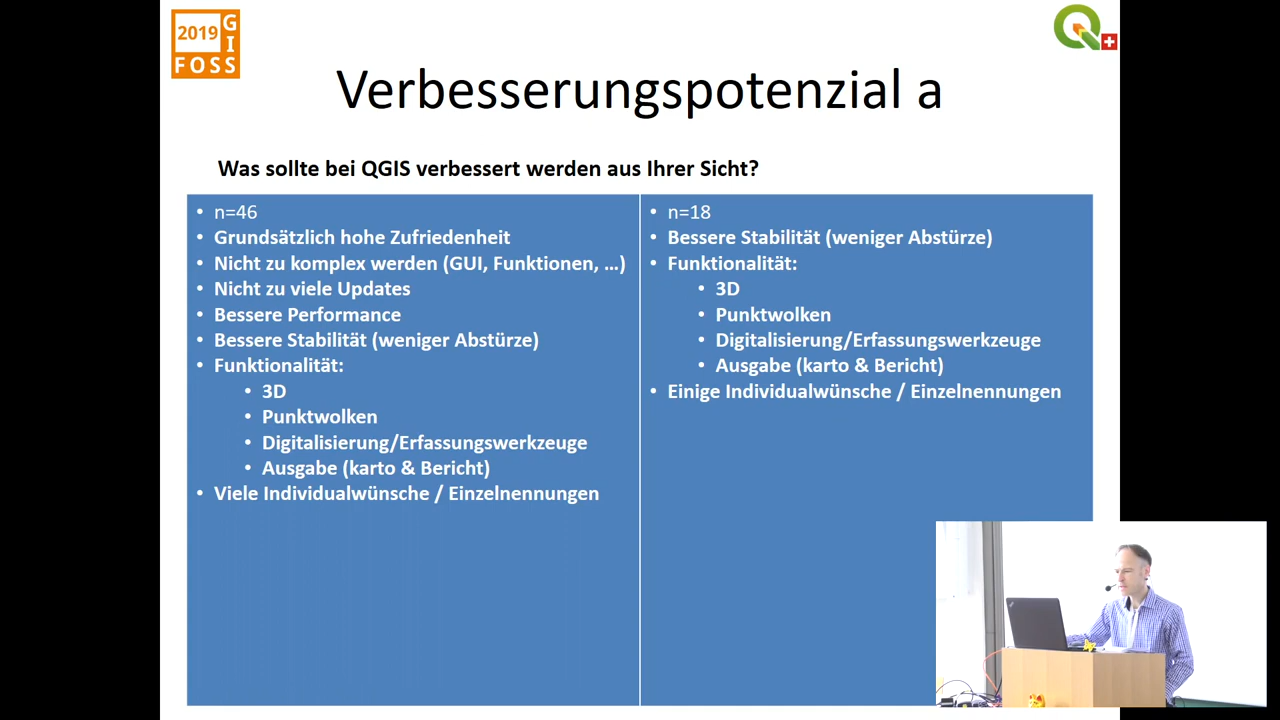 2019 G
I
FOSS
Verbesserungspotenzial a
Was sollte bei QGIS verbessert werden aus Ihrer Sicht?
• n=46
• Grundsätzlich hohe Zufriedenheit
• Nicht zu komplex werden (GUI, Funktionen, …)
• Nicht zu viele Updates
• Bessere Performance
• Bessere Stabilität (weniger Abstürze)
• Funktionalität:
• 3D
• Punktwolken
• Digitalisierung/Erfassungswerkzeuge
• Ausgabe (karto & Bericht)
• Viele Individualwünsche / Einzelnennungen
• n=18
• Bessere Stabilität (weniger Abstürze)
• Funktionalität:
• 3D
• Punktwolken
• Digitalisierung/Erfassungswerkzeuge
• Ausgabe (karto & Bericht)
• Einige Individualwünsche / Einzelnennungen